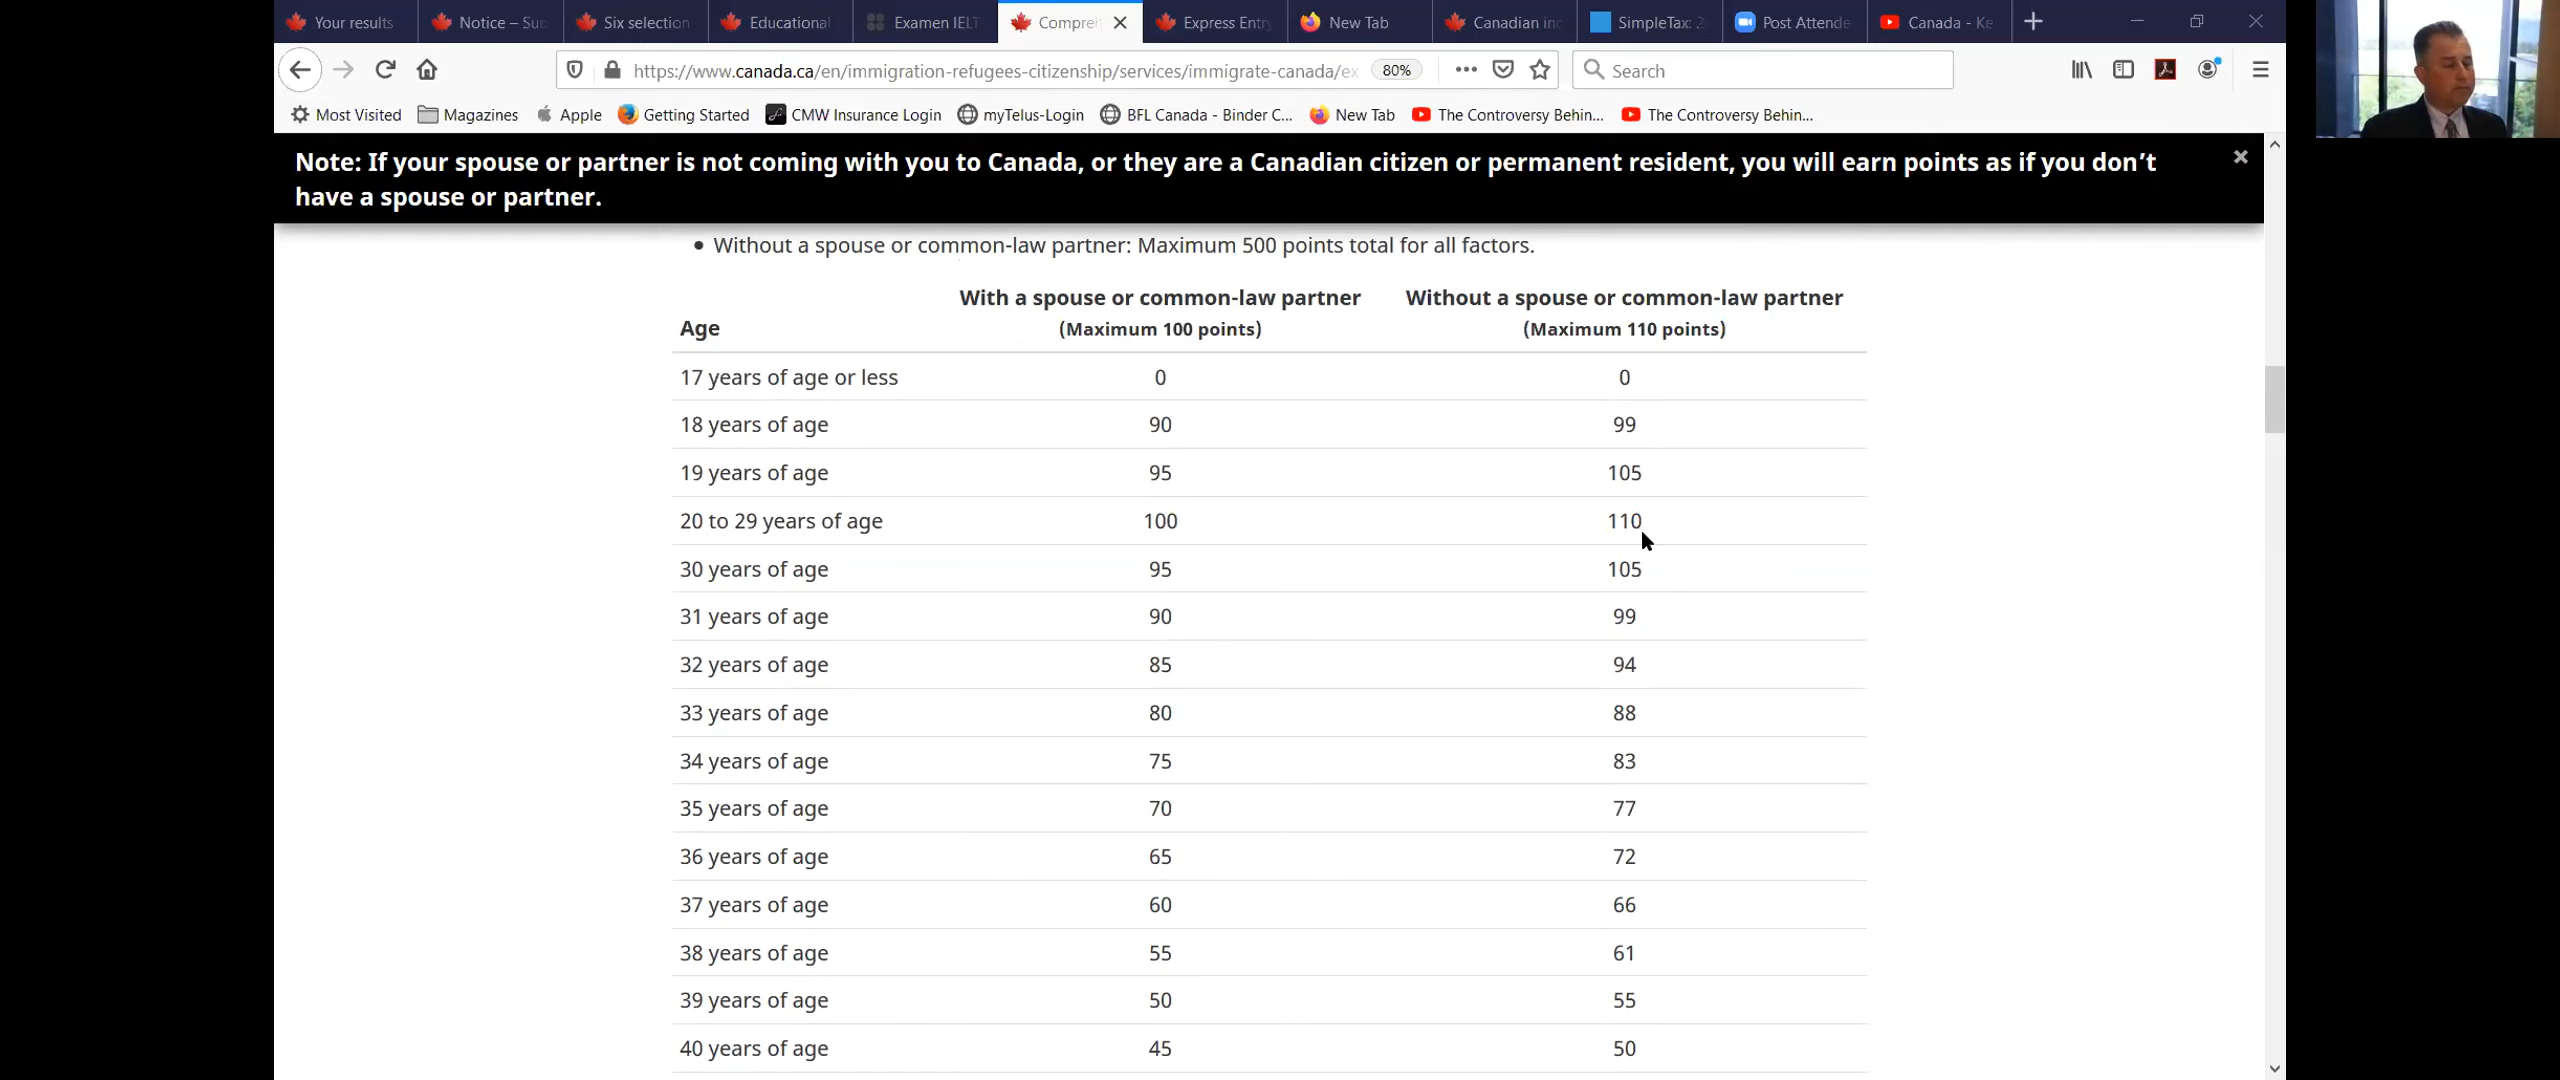 Your results Notice – Su Six selection Educational Examen IELT Compreh Express Entry New Tab Canadian inc SimpleTax: 2 Post Attende Canada - Ke
https://www.canada.ca/en/immigration-refugees-citizenship/services/immigrate-canada/ex 80% Search
Most Visited Magazines Apple Getting Started CMW Insurance Login myTelus-Login BFL Canada - Binder C... New Tab The Controversy Behin... The Controversy Behin...
Note: If your spouse or partner is not coming with you to Canada, or they are a Canadian citizen or permanent resident, you will earn points as if you don’t
have a spouse or partner.
• Without a spouse or common-law partner: Maximum 500 points total for all factors.
With a spouse or common-law partner Without a spouse or common-law partner
Age (Maximum 100 points) (Maximum 110 points)
17 years of age or less 0 0
18 years of age 90 99
19 years of age 95 105
20 to 29 years of age 100 110
30 years of age 95 105
31 years of age 90 99
32 years of age 85 94
33 years of age 80 88
34 years of age 75 83
35 years of age 70 77
36 years of age 65 72
37 years of age 60 66
38 years of age 55 61
39 years of age 50 55
40 years of age 45 50